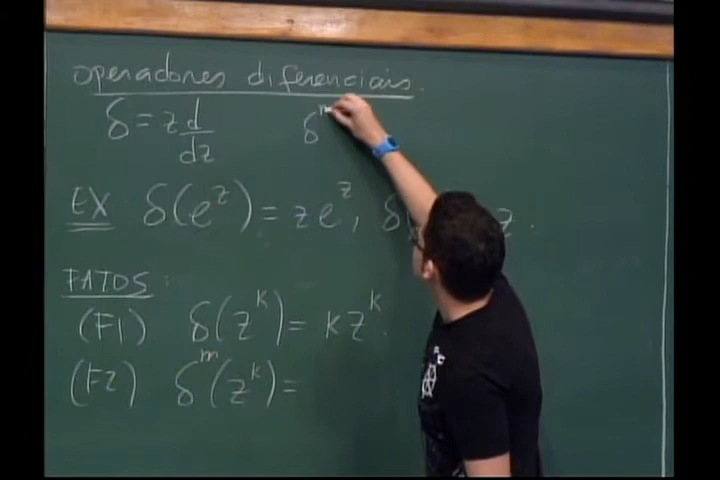 operadores diferenciais.
δ = z d/dz δ^m
EX δ(e^z) = ze^z, δ( z.
FATOS :
(F1) δ(z^k) = kz^k.
(F2) δ^m(z^k) =